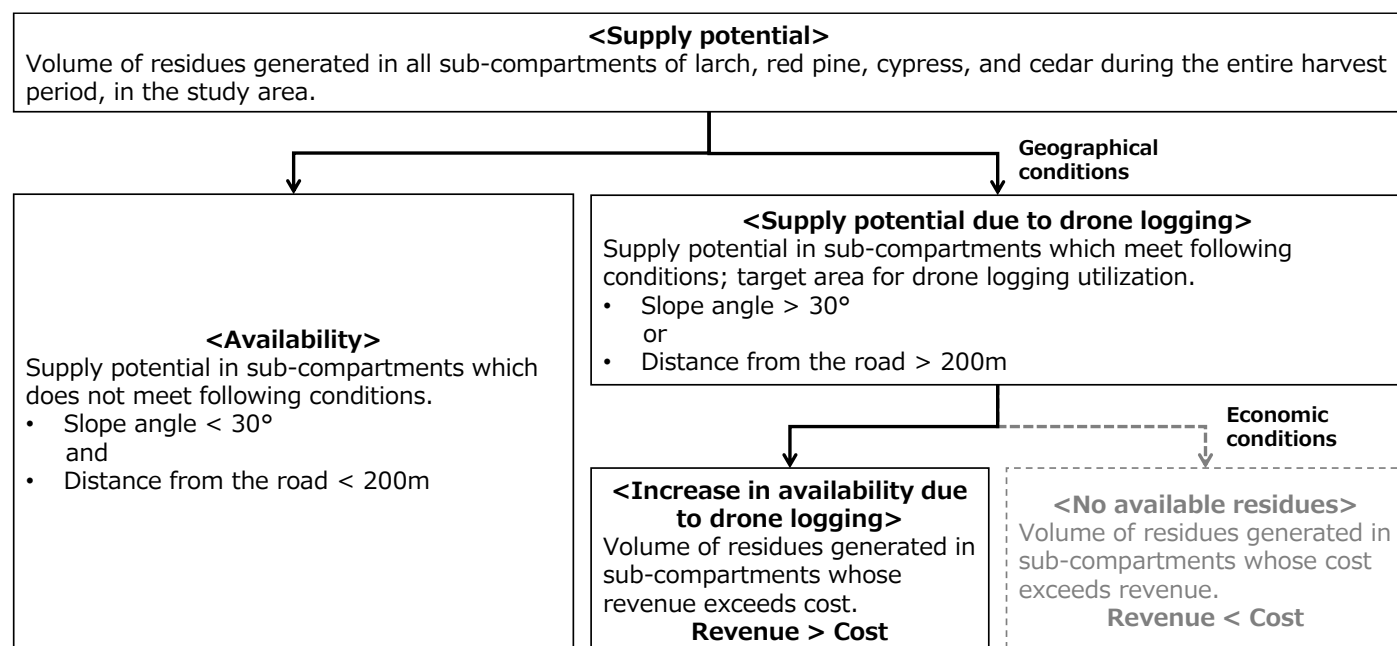 <Supply potential>
Volume of residues generated in all sub-compartments of larch, red pine, cypress, and cedar during the entire harvest
period, in the study area.
Geographical
conditions
<Availability>
Supply potential in sub-compartments which
does not meet following conditions.
• Slope angle < 30°
and
• Distance from the road < 200m
<Supply potential due to drone logging>
Supply potential in sub-compartments which meet following
conditions; target area for drone logging utilization.
• Slope angle > 30°
or
• Distance from the road > 200m
Economic
conditions
<Increase in availability due
to drone logging>
Volume of residues generated in
sub-compartments whose
revenue exceeds cost.
Revenue > Cost
<No available residues>
Volume of residues generated in
sub-compartments whose cost
exceeds revenue.
Revenue < Cost